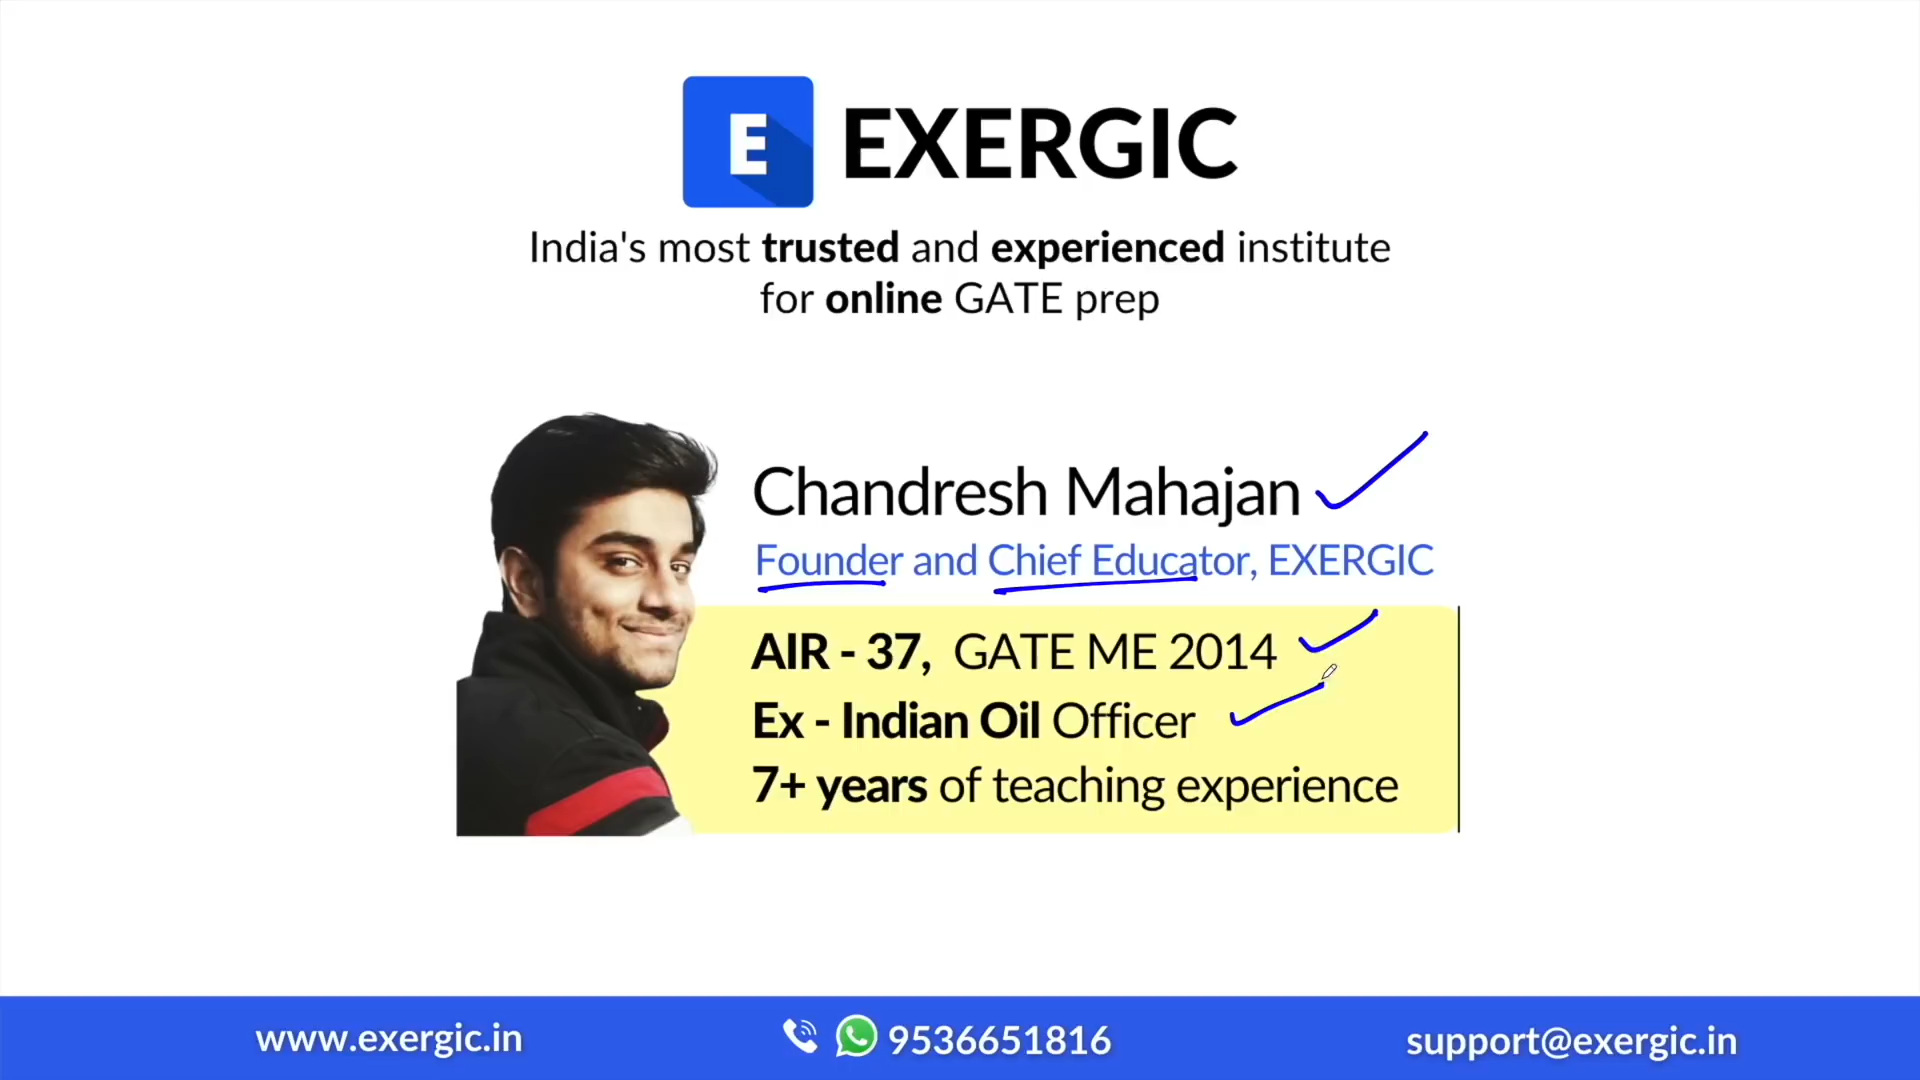 E EXERGIC
India's most trusted and experienced institute
for online GATE prep
Chandresh Mahajan
Founder and Chief Educator, EXERGIC
AIR - 37, GATE ME 2014
Ex - Indian Oil Officer
7+ years of teaching experience
www.exergic.in 9536651816 support@exergic.in